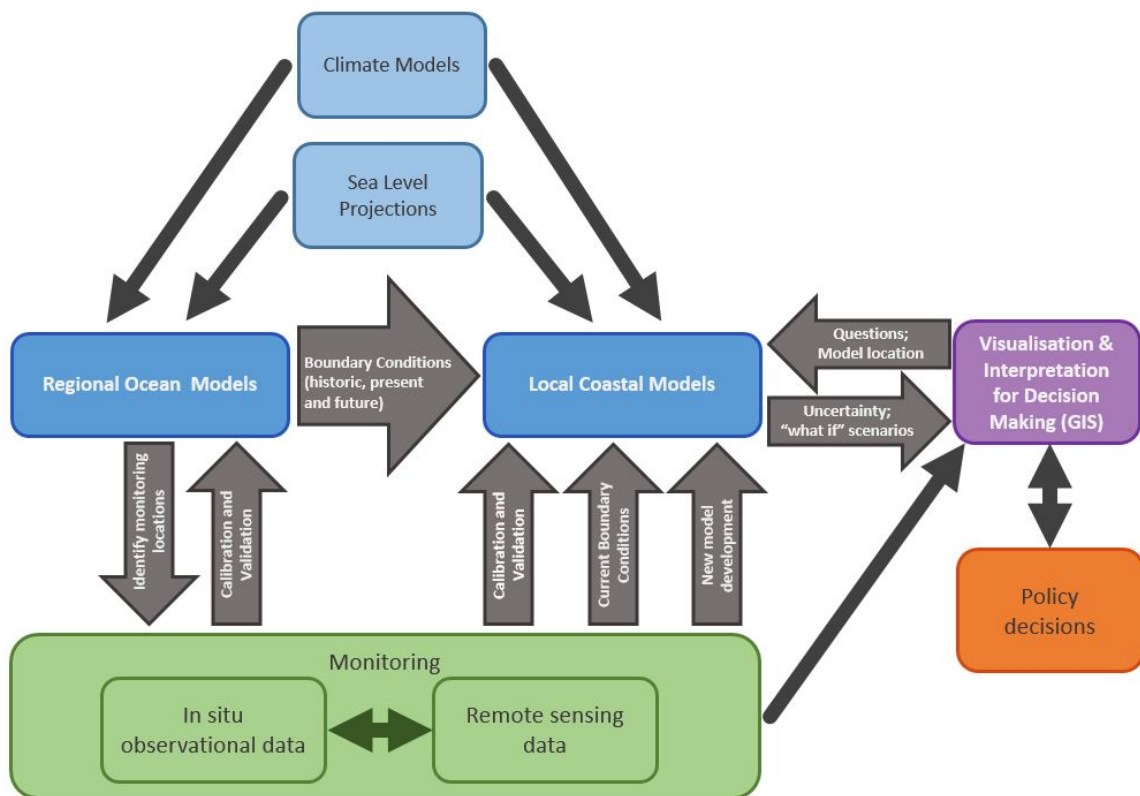 Climate Models
Sea Level
Projections
Regional Ocean Models
Boundary Conditions
(historic, present
and future)
Local Coastal Models
Questions;
Model location
Uncertainty;
“what if” scenarios
Visualisation &
Interpretation
for Decision
Making (GIS)
Identify monitoring
locations
Calibration and
Validation
Calibration and
Validation
Current Boundary
Conditions
New model
development
Policy
decisions
Monitoring
In situ
observational data
Remote sensing
data